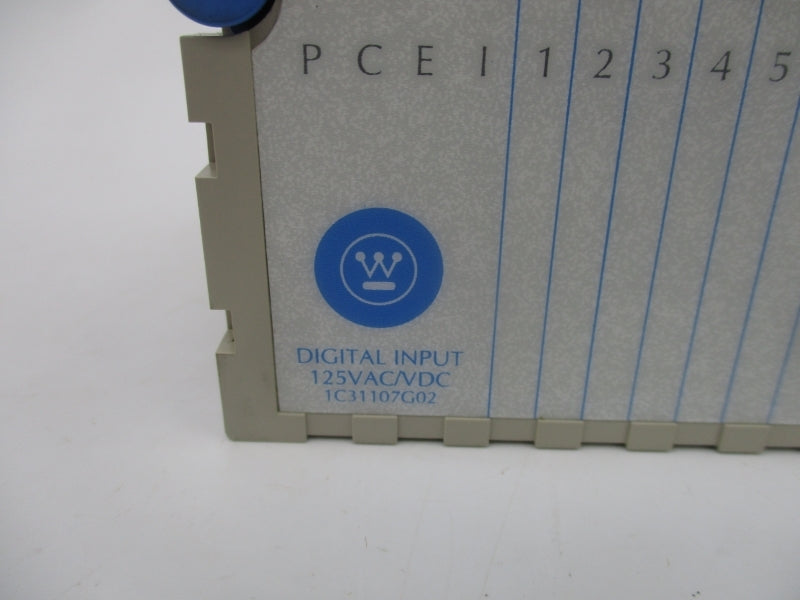 P C E I 1 2 3 4 5
W
DIGITAL INPUT
125VAC/VDC
1C31107G02